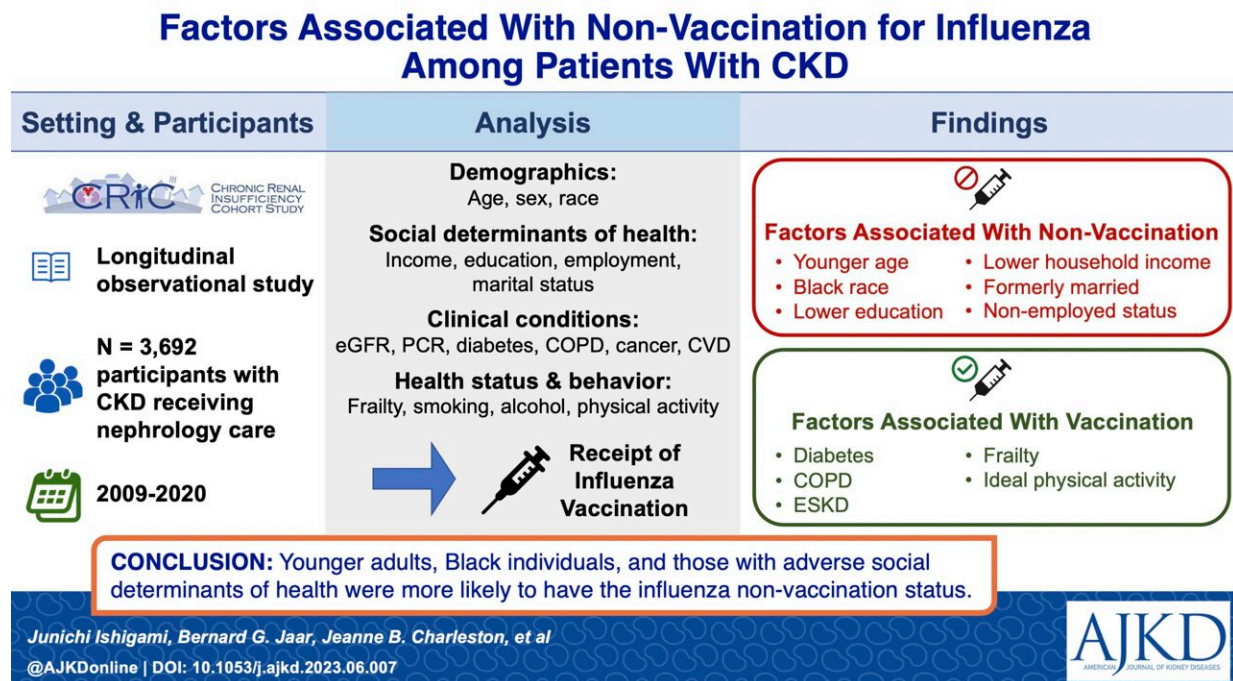 Factors Associated With Non-Vaccination for Influenza
Among Patients With CKD
Setting & Participants
CRIC CHRONIC RENAL
INSUFFICIENCY
COHORT STUDY
Longitudinal
observational study
N = 3,692
participants with
CKD receiving
nephrology care
2009-2020
Analysis
Demographics:
Age, sex, race
Social determinants of health:
Income, education, employment,
marital status
Clinical conditions:
eGFR, PCR, diabetes, COPD, cancer, CVD
Health status & behavior:
Frailty, smoking, alcohol, physical activity
Receipt of
Influenza
Vaccination
Findings
Factors Associated With Non-Vaccination
• Younger age
• Black race
• Lower education
• Lower household income
• Formerly married
• Non-employed status
Factors Associated With Vaccination
• Diabetes
• COPD
• ESKD
• Frailty
• Ideal physical activity
CONCLUSION: Younger adults, Black individuals, and those with adverse social
determinants of health were more likely to have the influenza non-vaccination status.
Junichi Ishigami, Bernard G. Jaar, Jeanne B. Charleston, et al
@AJKDonline | DOI: 10.1053/j.ajkd.2023.06.007
AJKD
AMERICAN JOURNAL OF KIDNEY DISEASES